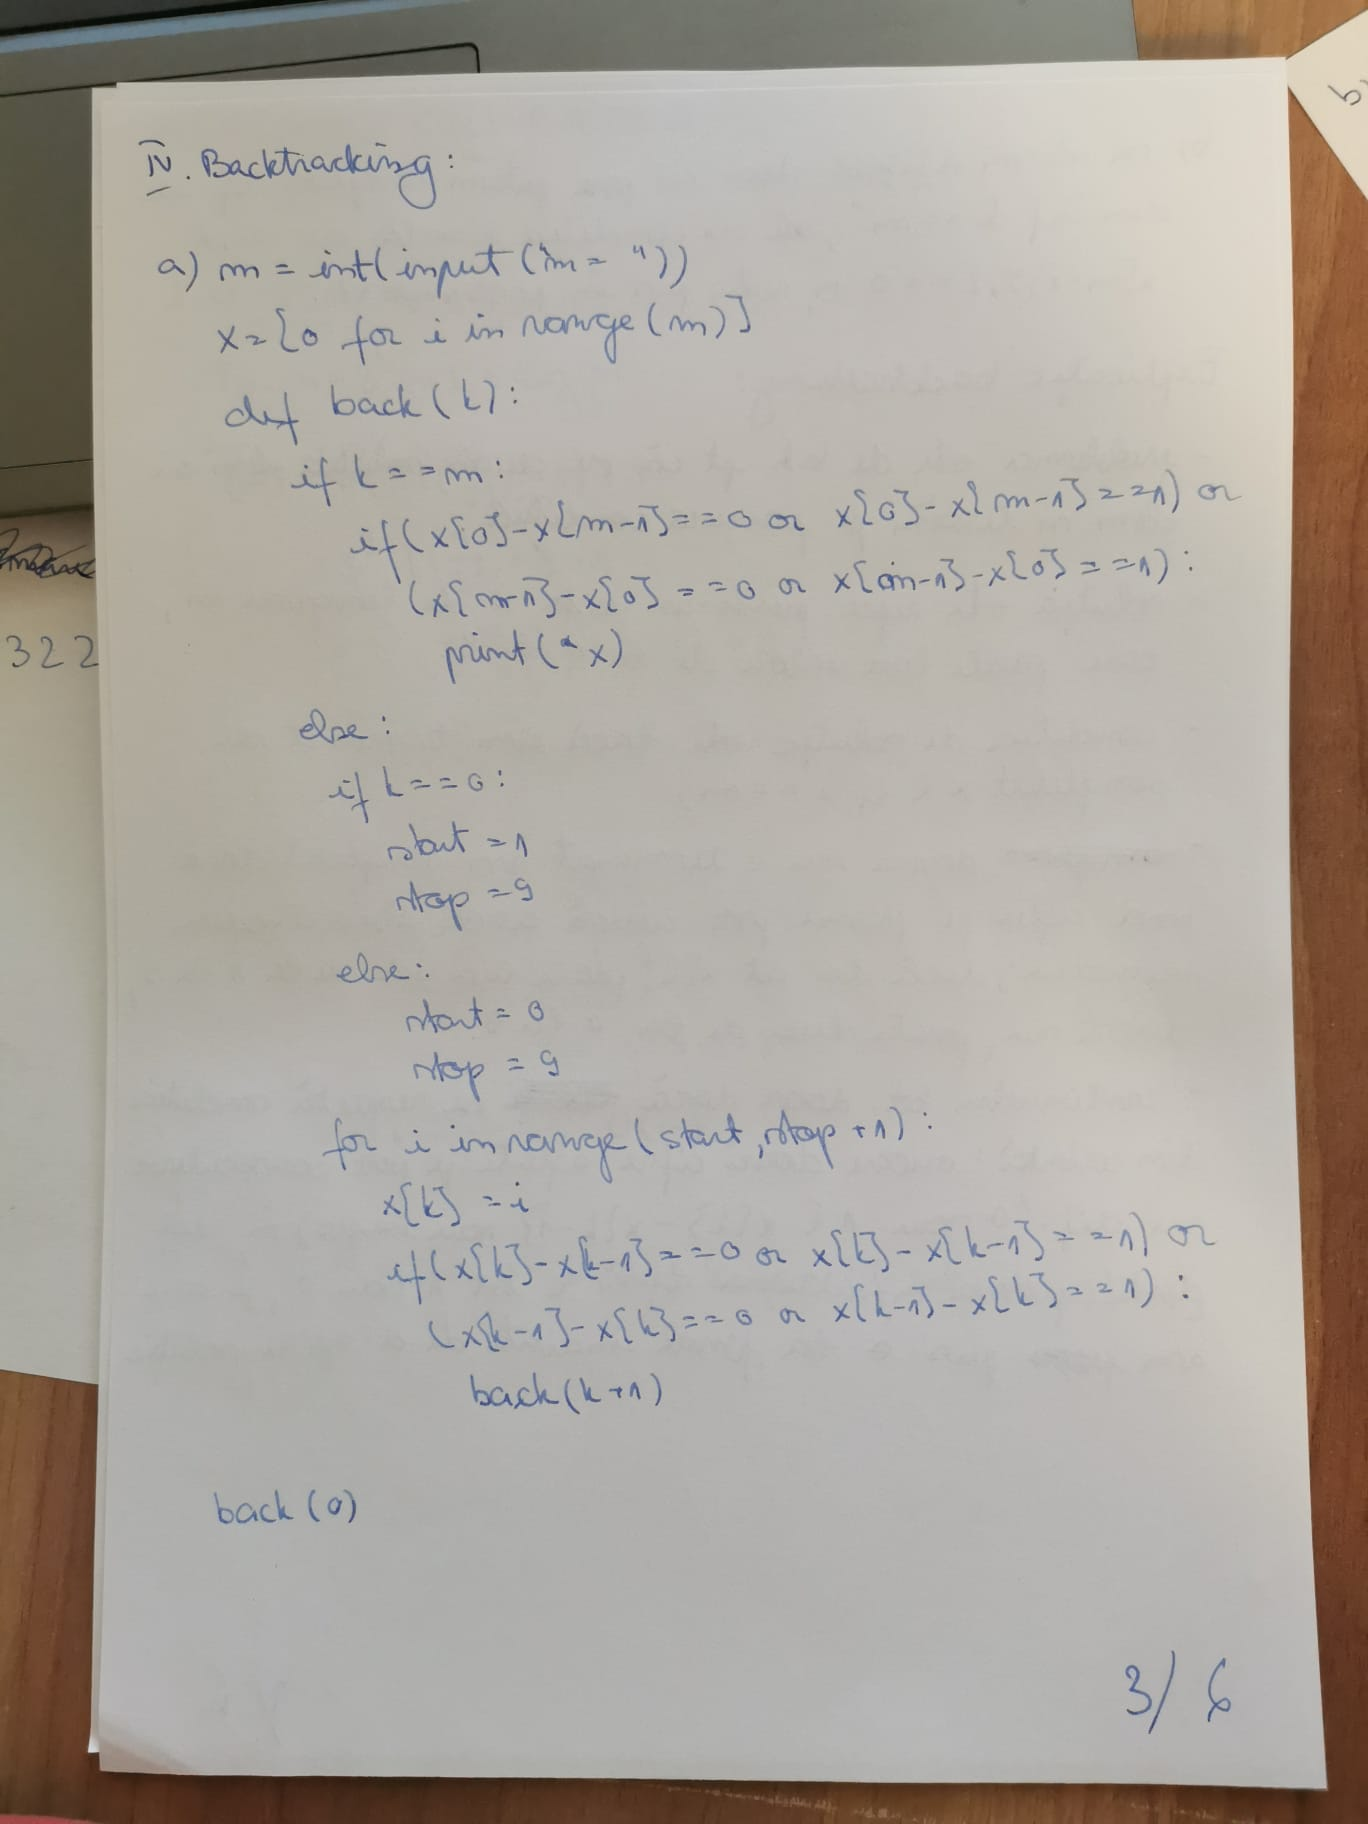 IV. Backtracking:
a) m = int(input("m = "))
x = [0 for i in range(m)]
def back(k):
if k == m:
if(x[0]-x[m-1]==0 or x[0]-x[m-1]==1) or
(x[m-1]-x[0]==0 or x[m-1]-x[0]==1):
print(*x)
else:
if k==0:
start = 1
stop = 9
else:
start = 0
stop = 9
for i in range(start, stop+1):
x[k] = i
if(x[k]-x[k-1]==0 or x[k]-x[k-1]==1) or
(x[k-1]-x[k]==0 or x[k-1]-x[k]==1):
back(k+1)
back(0)
3/6
322
b,